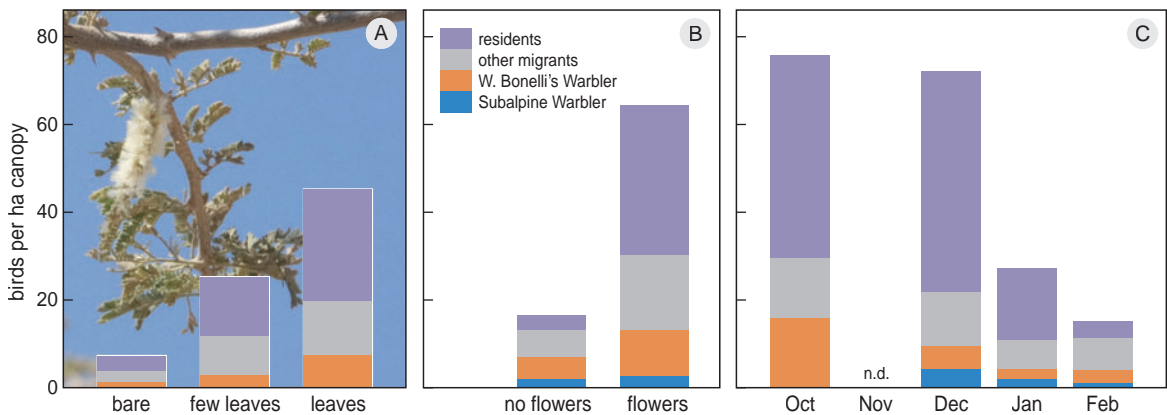 A
B
C
residents
other migrants
W. Bonelli's Warbler
Subalpine Warbler
birds per ha canopy
80
60
40
20
0
n.d.
bare few leaves leaves
no flowers flowers
Oct Nov Dec Jan Feb